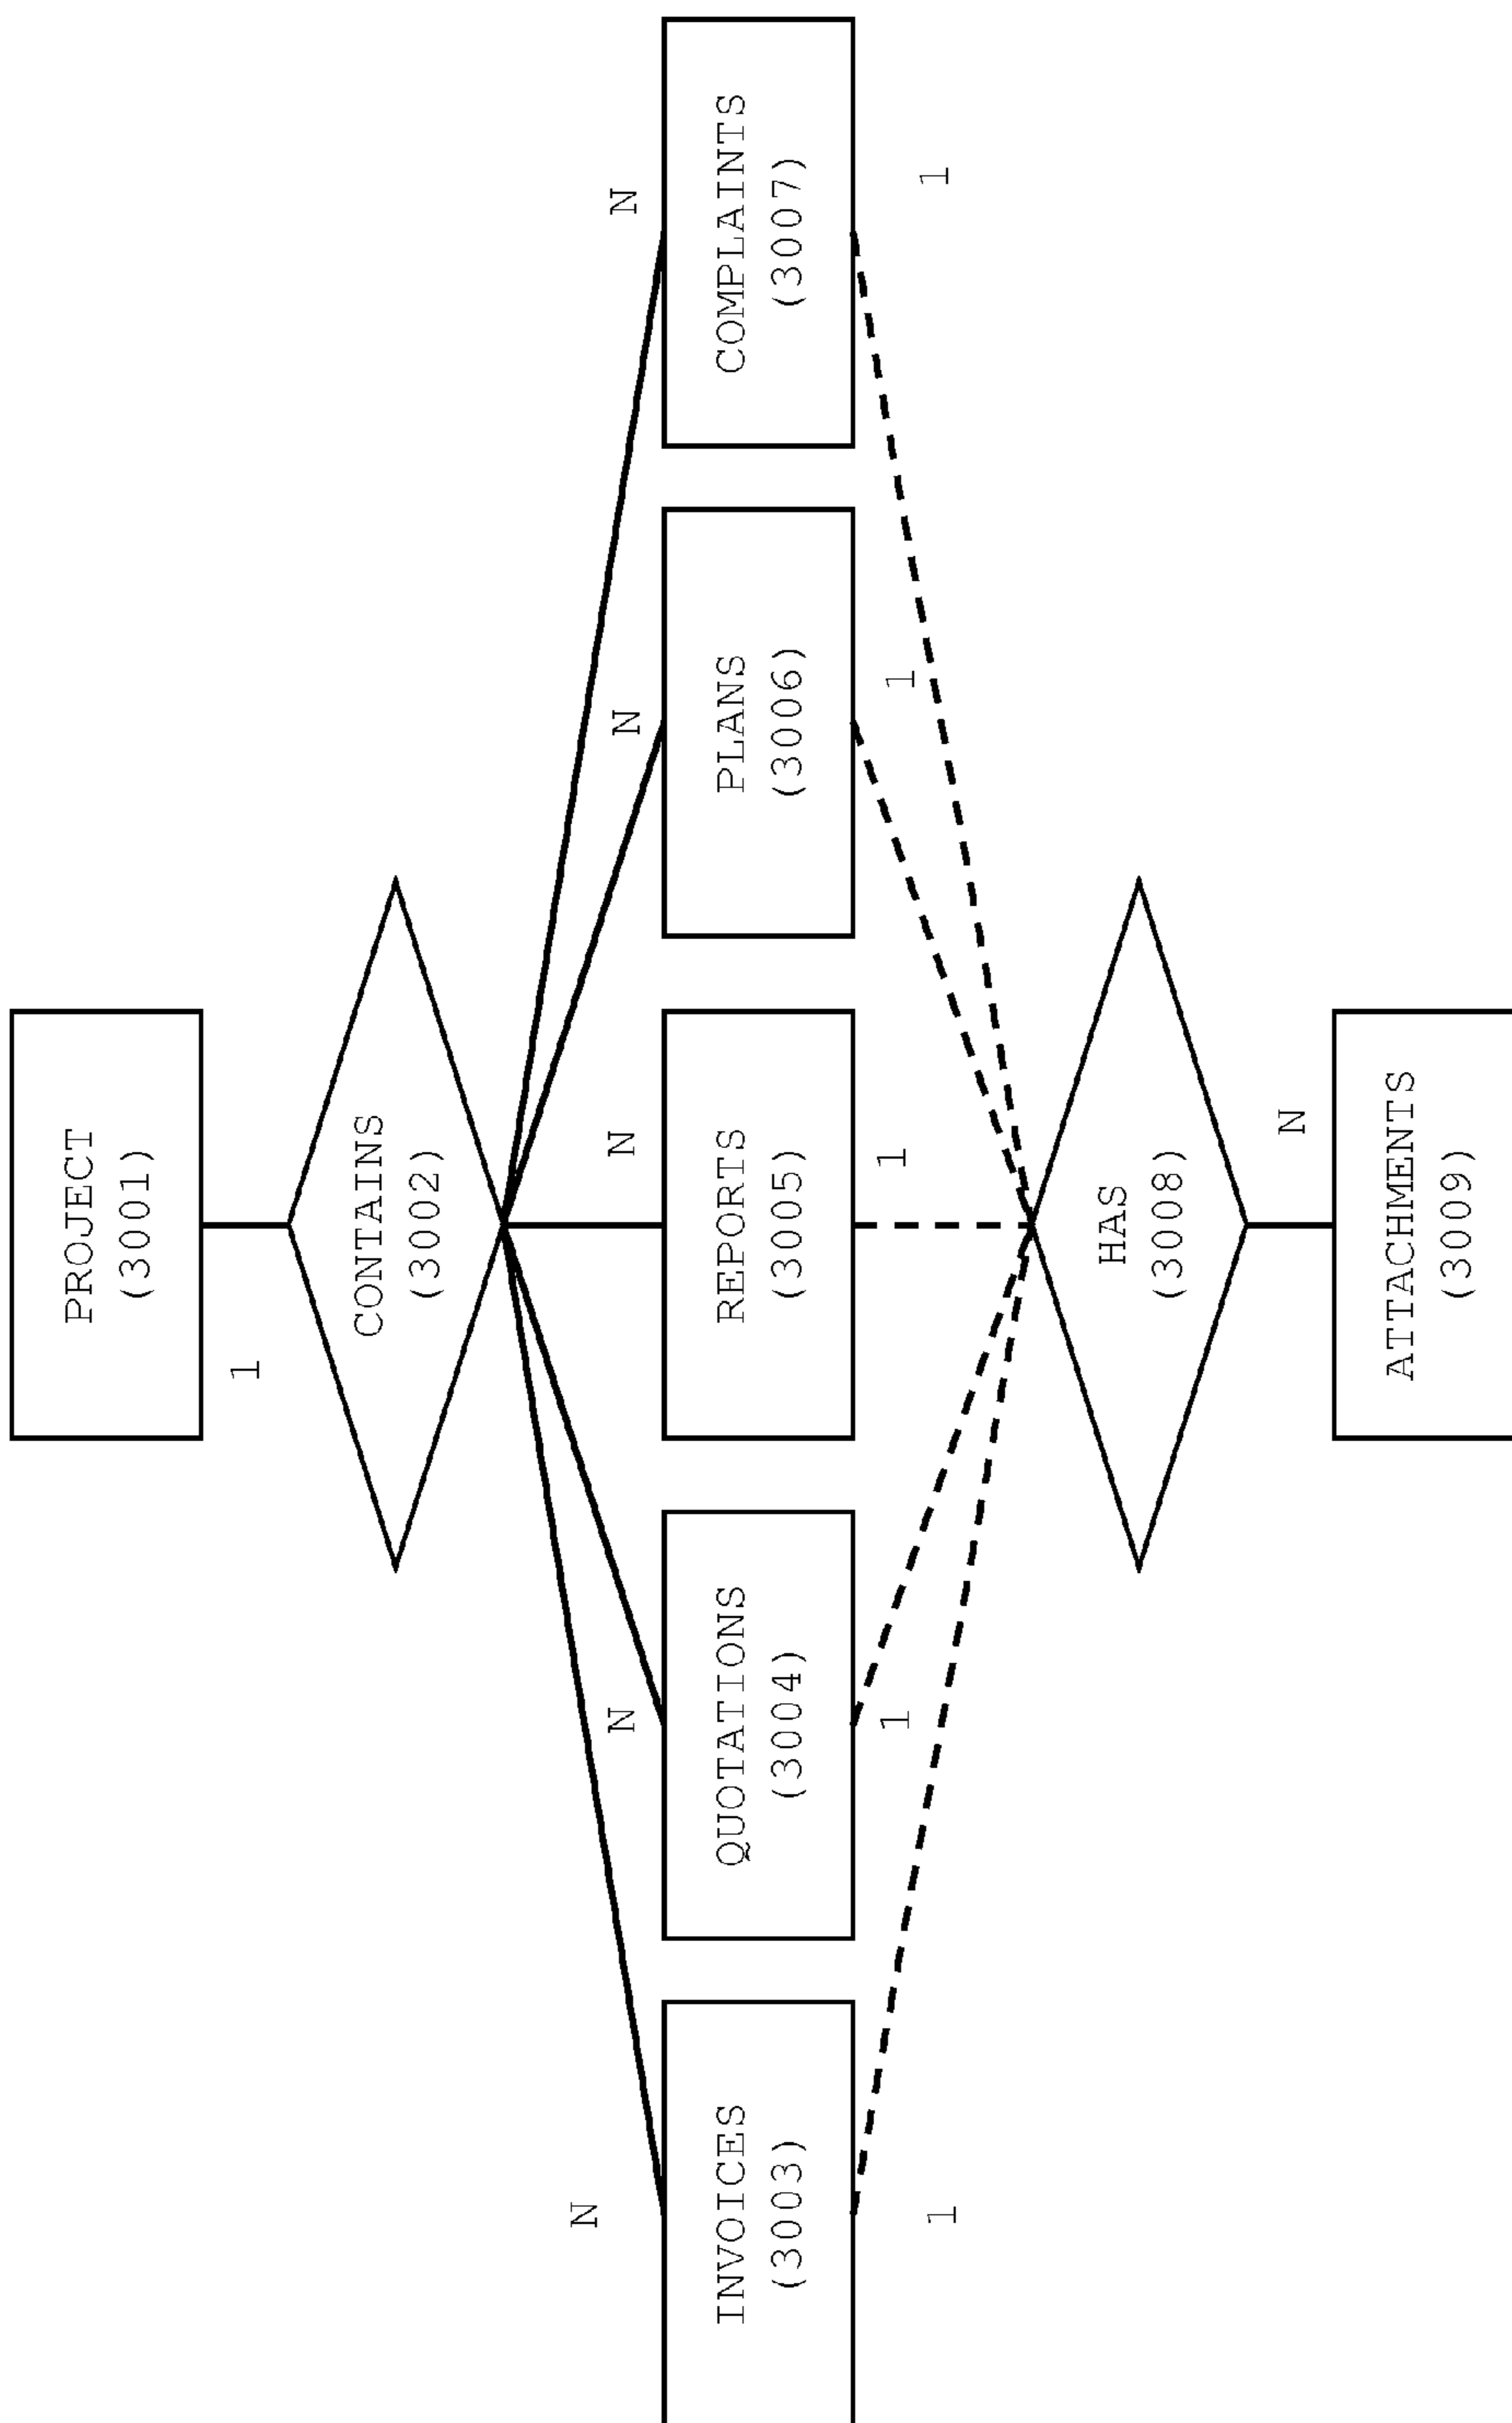 PROJECT
(3001)
1
CONTAINS
(3002)
N
N
N
N
N
INVOICES
(3003)
QUOTATIONS
(3004)
REPORTS
(3005)
PLANS
(3006)
COMPLAINTS
(3007)
1
1
1
1
1
HAS
(3008)
N
ATTACHMENTS
(3009)